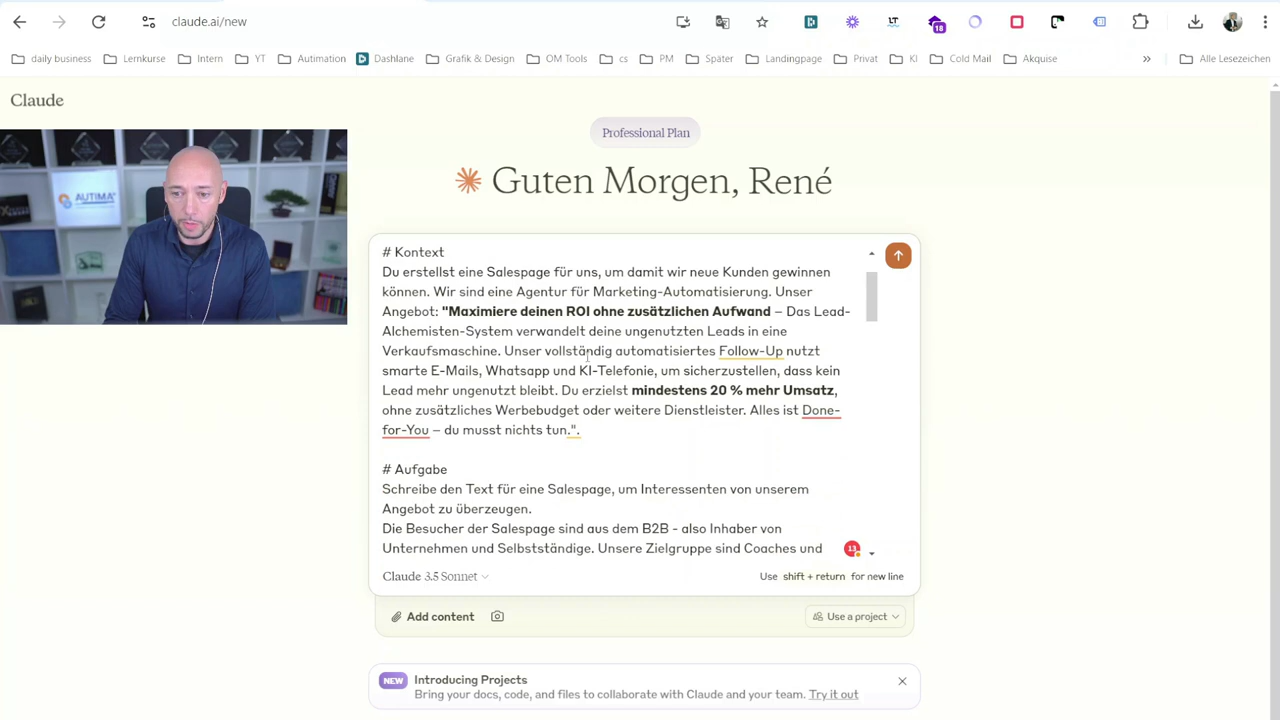 claude.ai/new
18
daily business
Lernkurse
Intern
YT
Autimation
Dashlane
Grafik & Design
OM Tools
cs
PM
Später
Landingpage
Privat
KI
Cold Mail
Akquise
»
Alle Lesezeichen
Claude
AUTIMA
Professional Plan
Guten Morgen, René
# Kontext
Du erstellst eine Salespage für uns, um damit wir neue Kunden gewinnen
können. Wir sind eine Agentur für Marketing-Automatisierung. Unser
Angebot: "Maximiere deinen ROI ohne zusätzlichen Aufwand – Das Lead-
Alchemisten-System verwandelt deine ungenutzten Leads in eine
Verkaufsmaschine. Unser vollständig automatisiertes Follow-Up nutzt
smarte E-Mails, Whatsapp und KI-Telefonie, um sicherzustellen, dass kein
Lead mehr ungenutzt bleibt. Du erzielst mindestens 20 % mehr Umsatz,
ohne zusätzliches Werbebudget oder weitere Dienstleister. Alles ist Done-
for-You – du musst nichts tun.".
# Aufgabe
Schreibe den Text für eine Salespage, um Interessenten von unserem
Angebot zu überzeugen.
Die Besucher der Salespage sind aus dem B2B - also Inhaber von
Unternehmen und Selbstständige. Unsere Zielgruppe sind Coaches und
13
Claude 3.5 Sonnet
Use shift + return for new line
Add content
Use a project
NEW
Introducing Projects
Bring your docs, code, and files to collaborate with Claude and your team. Try it out